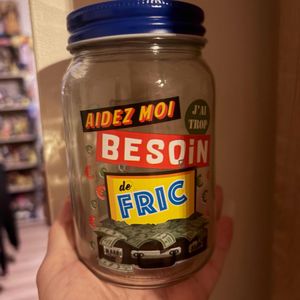 AIDEZ MOI
J'AI
TROP
BESOiN
de
FRIC